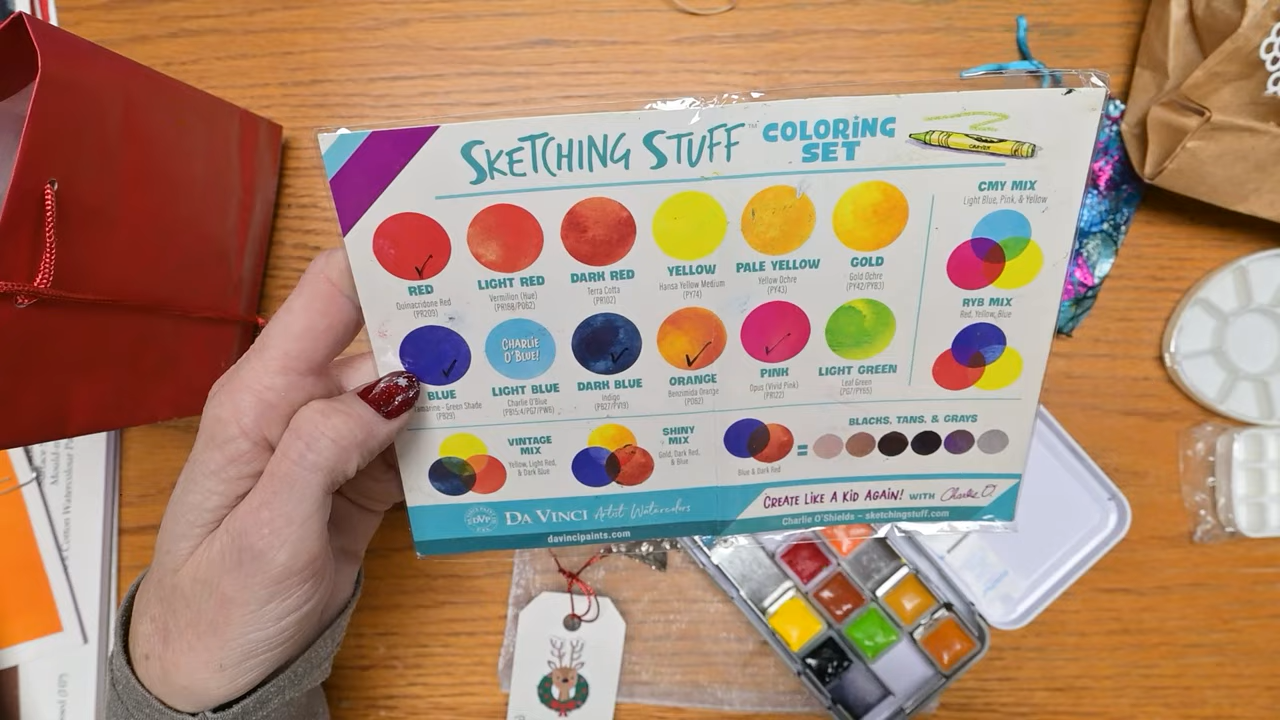 SKETCHING STUFF™
COLORING
SET
CRAYON
CMY MIX
Light Blue, Pink, & Yellow
RED
Quinacridone Red
(PR209)
LIGHT RED
Vermilion (Hue)
(PR188/PO62)
DARK RED
Terra Cotta
(PR102)
YELLOW
Hansa Yellow Medium
(PY74)
PALE YELLOW
Yellow Ochre
(PY43)
GOLD
Gold Ochre
(PY42/PY83)
RYB MIX
Red, Yellow, Blue
BLUE
Ultramarine - Green Shade
(PB29)
CHARLIE
O'BLUE!
LIGHT BLUE
Charlie O'Blue
(PB15:4/PG7/PW6)
DARK BLUE
Indigo
(PB27/PV19)
ORANGE
Benzimida Orange
(PO62)
PINK
Opus (Vivid Pink)
(PR122)
LIGHT GREEN
Leaf Green
VINTAGE
MIX
Yellow, Light Red,
& Dark Blue
SHINY
MIX
Gold, Dark Red,
& Blue
Blue & Dark Red
=
BLACKS, TANS, & GRAYS
DA VINCI Artist Watercolors
davincipaints.com
CREATE LIKE A KID AGAIN! WITH Charlie O.
Charlie O'Shields ~ sketchingstuff.com